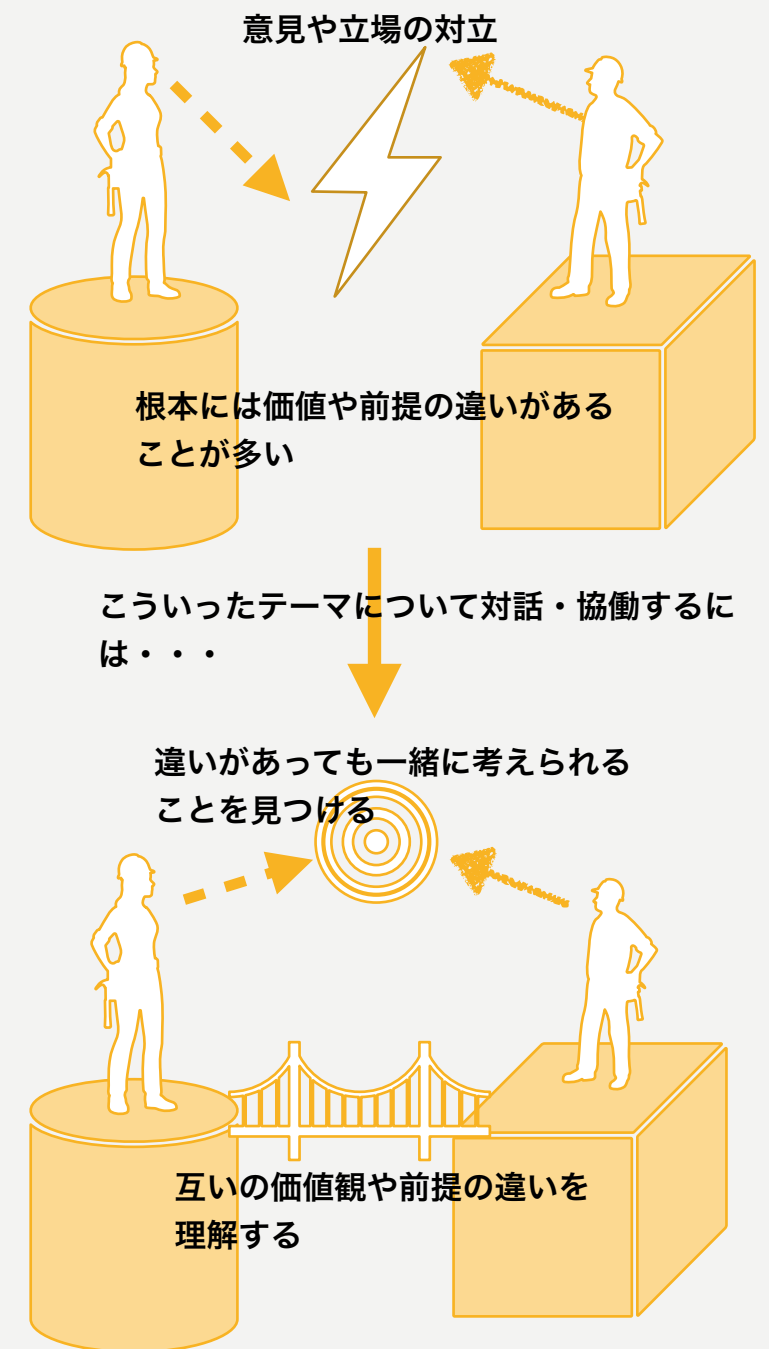 意見や立場の対立
根本には価値や前提の違いがある
ことが多い
こういったテーマについて対話・協働するに
は・・・
違いがあっても一緒に考えられる
ことを見つける
互いの価値観や前提の違いを
理解する